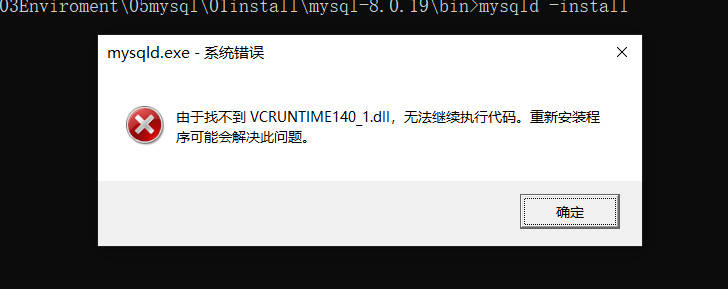 03Enviroment\05mysql\01install\mysql-8.0.19\bin>mysqld -install
mysqld.exe - 系统错误
由于找不到 VCRUNTIME140_1.dll，无法继续执行代码。重新安装程
序可能会解决此问题。
确定